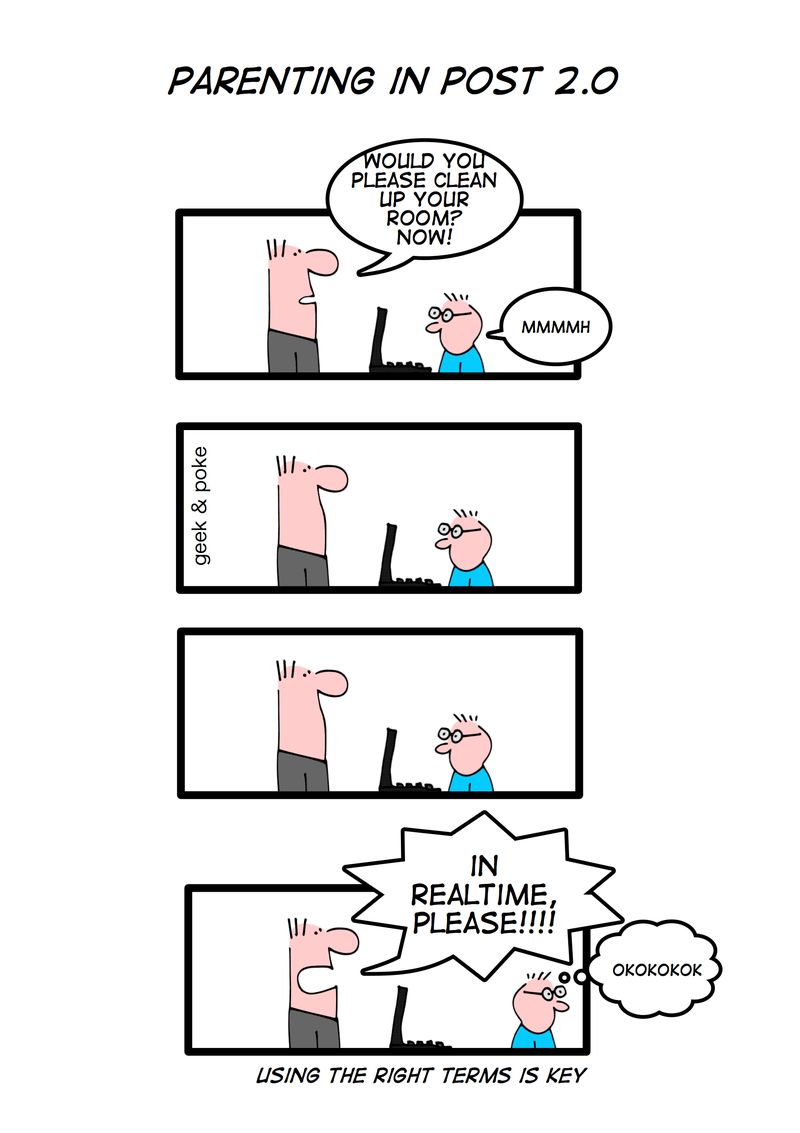 PARENTING IN POST 2.0
WOULD YOU
PLEASE CLEAN
UP YOUR
ROOM?
NOW!
MMMMH
geek & poke
IN
REALTIME,
PLEASE!!!!
OKOKOKOK
USING THE RIGHT TERMS IS KEY